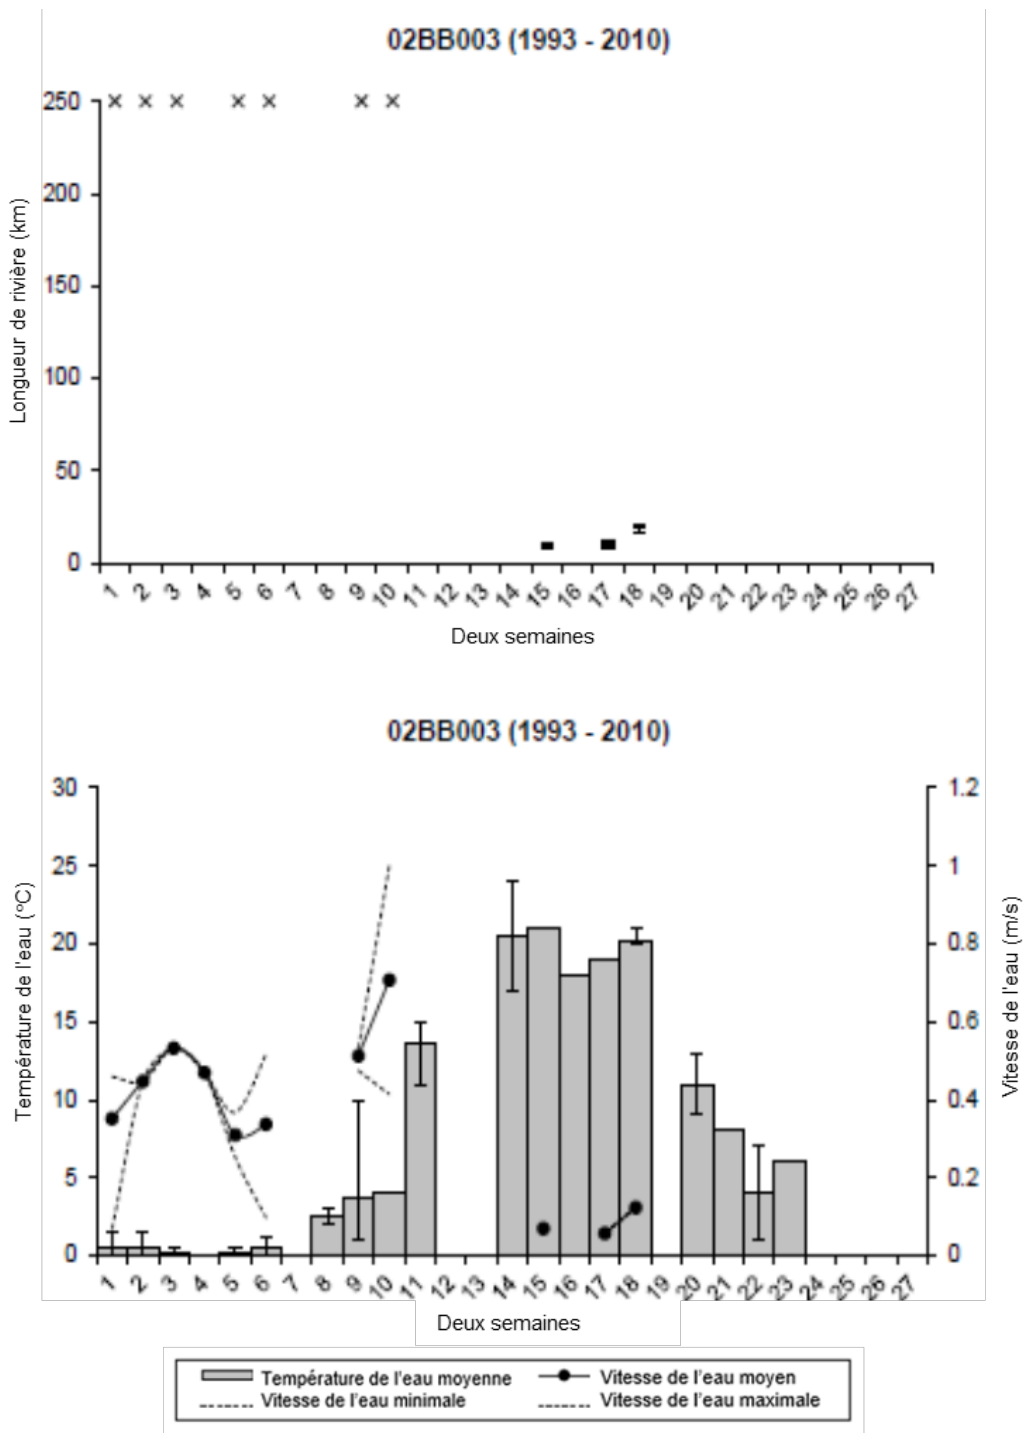 02BB003 (1993 - 2010)
Longueur de rivière (km)
250
200
150
100
50
0
1 2 3 4 5 6 7 8 9 10 11 12 13 14 15 16 17 18 19 20 21 22 23 24 25 26 27
Deux semaines
02BB003 (1993 - 2010)
Température de l'eau (°C)
30
25
20
15
10
5
0
1.2
1
0.8
0.6
0.4
0.2
0
Vitesse de l'eau (m/s)
1 2 3 4 5 6 7 8 9 10 11 12 13 14 15 16 17 18 19 20 21 22 23 24 25 26 27
Deux semaines
Température de l'eau moyenne
Vitesse de l'eau moyen
Vitesse de l'eau minimale
Vitesse de l'eau maximale